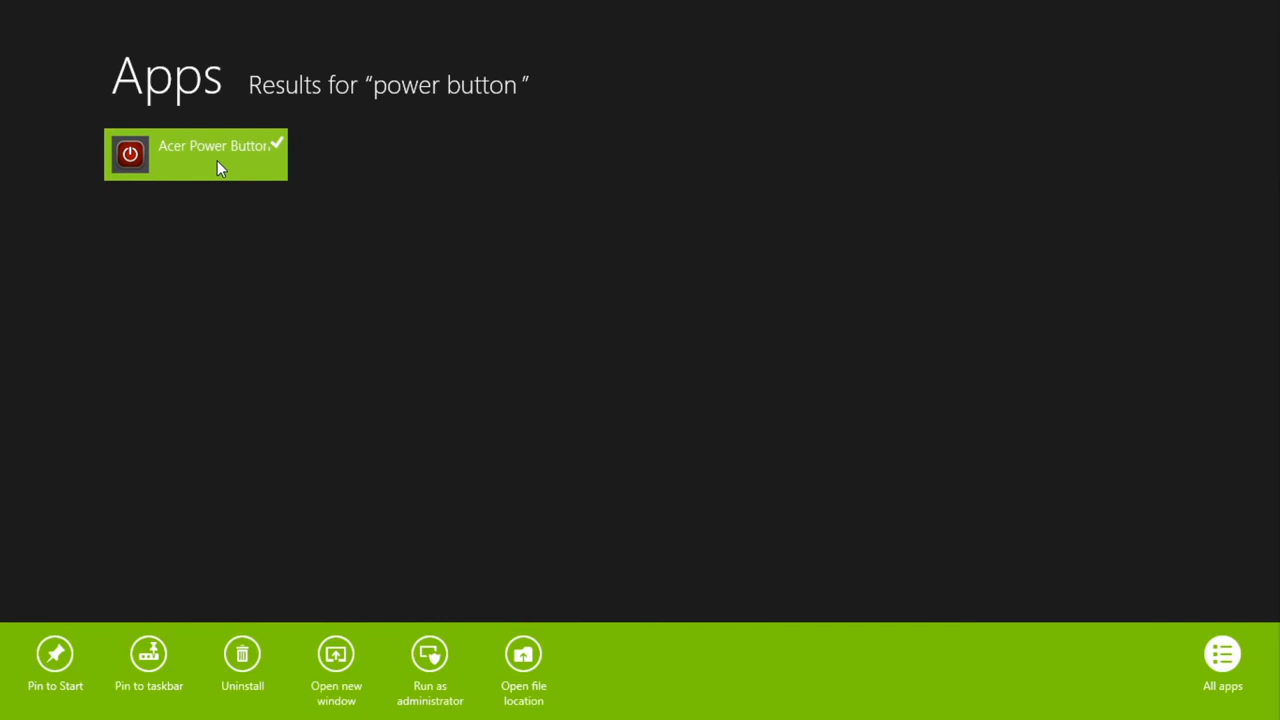 Apps Results for “power button ”
Acer Power Button
Pin to Start
Pin to taskbar
Uninstall
Open new
window
Run as
administrator
Open file
location
All apps